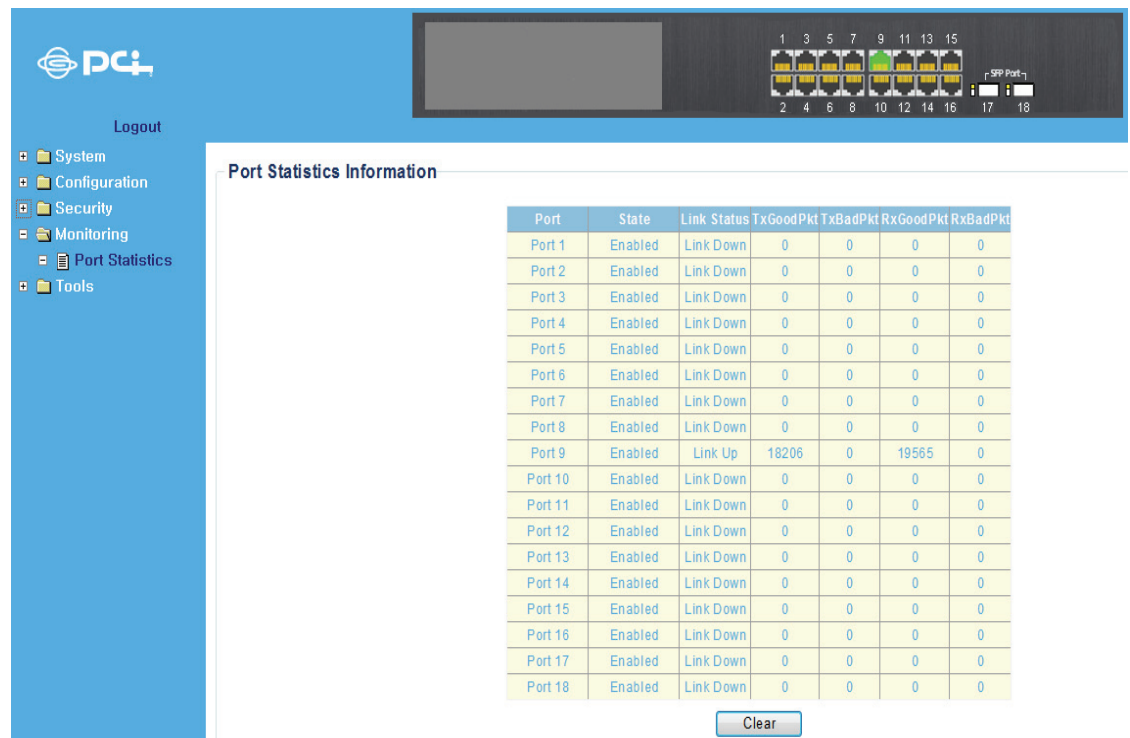 PCi
1 3 5 7 9 11 13 15
SFP Port
2 4 6 8 10 12 14 16 17 18
Logout
System
Configuration
Security
Monitoring
Port Statistics
Tools
Port Statistics Information
Port State Link Status TxGoodPkt TxBadPkt RxGoodPkt RxBadPkt
Port 1 Enabled Link Down 0 0 0 0
Port 2 Enabled Link Down 0 0 0 0
Port 3 Enabled Link Down 0 0 0 0
Port 4 Enabled Link Down 0 0 0 0
Port 5 Enabled Link Down 0 0 0 0
Port 6 Enabled Link Down 0 0 0 0
Port 7 Enabled Link Down 0 0 0 0
Port 8 Enabled Link Down 0 0 0 0
Port 9 Enabled Link Up 18206 0 19565 0
Port 10 Enabled Link Down 0 0 0 0
Port 11 Enabled Link Down 0 0 0 0
Port 12 Enabled Link Down 0 0 0 0
Port 13 Enabled Link Down 0 0 0 0
Port 14 Enabled Link Down 0 0 0 0
Port 15 Enabled Link Down 0 0 0 0
Port 16 Enabled Link Down 0 0 0 0
Port 17 Enabled Link Down 0 0 0 0
Port 18 Enabled Link Down 0 0 0 0
Clear